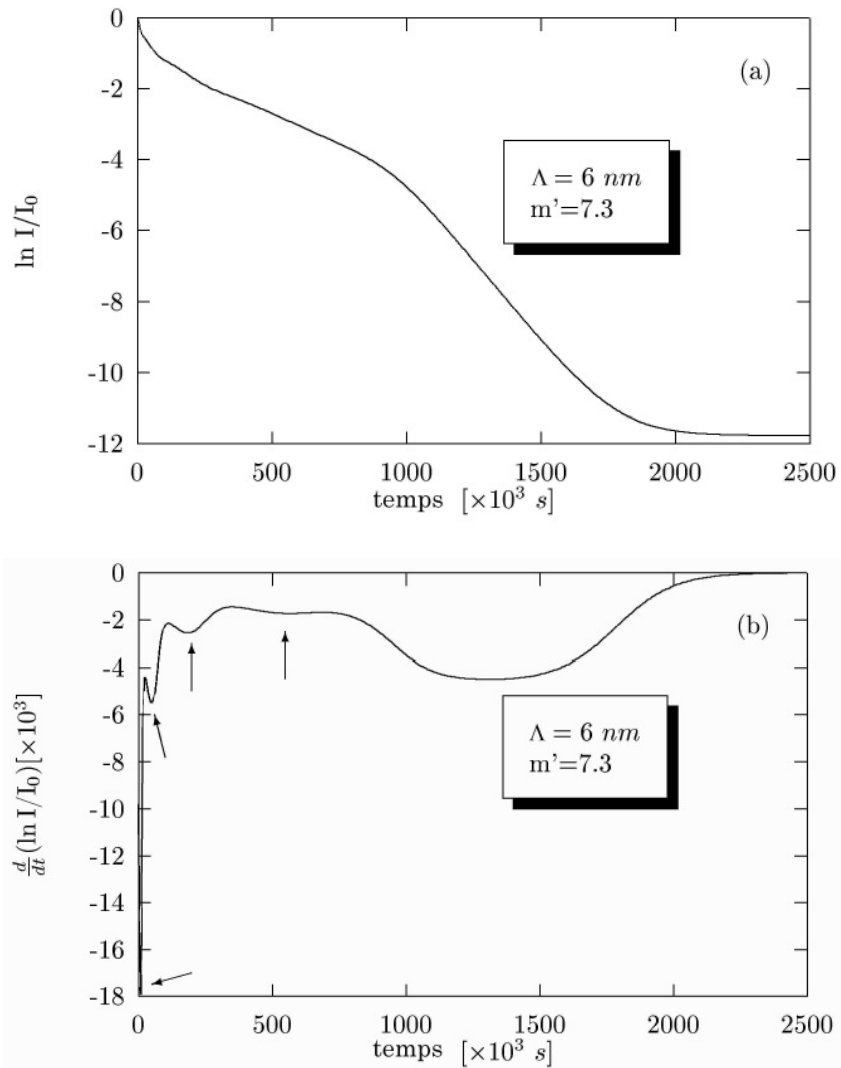 0
-2
-4
-6
-8
-10
-12
ln I/I₀
(a)
Λ = 6 nm
m'=7.3
0 500 1000 1500 2000 2500
temps [×10³ s]
0
-2
-4
-6
-8
-10
-12
-14
-16
-18
d/dt (ln I/I₀)[×10³]
(b)
Λ = 6 nm
m'=7.3
0 500 1000 1500 2000 2500
temps [×10³ s]